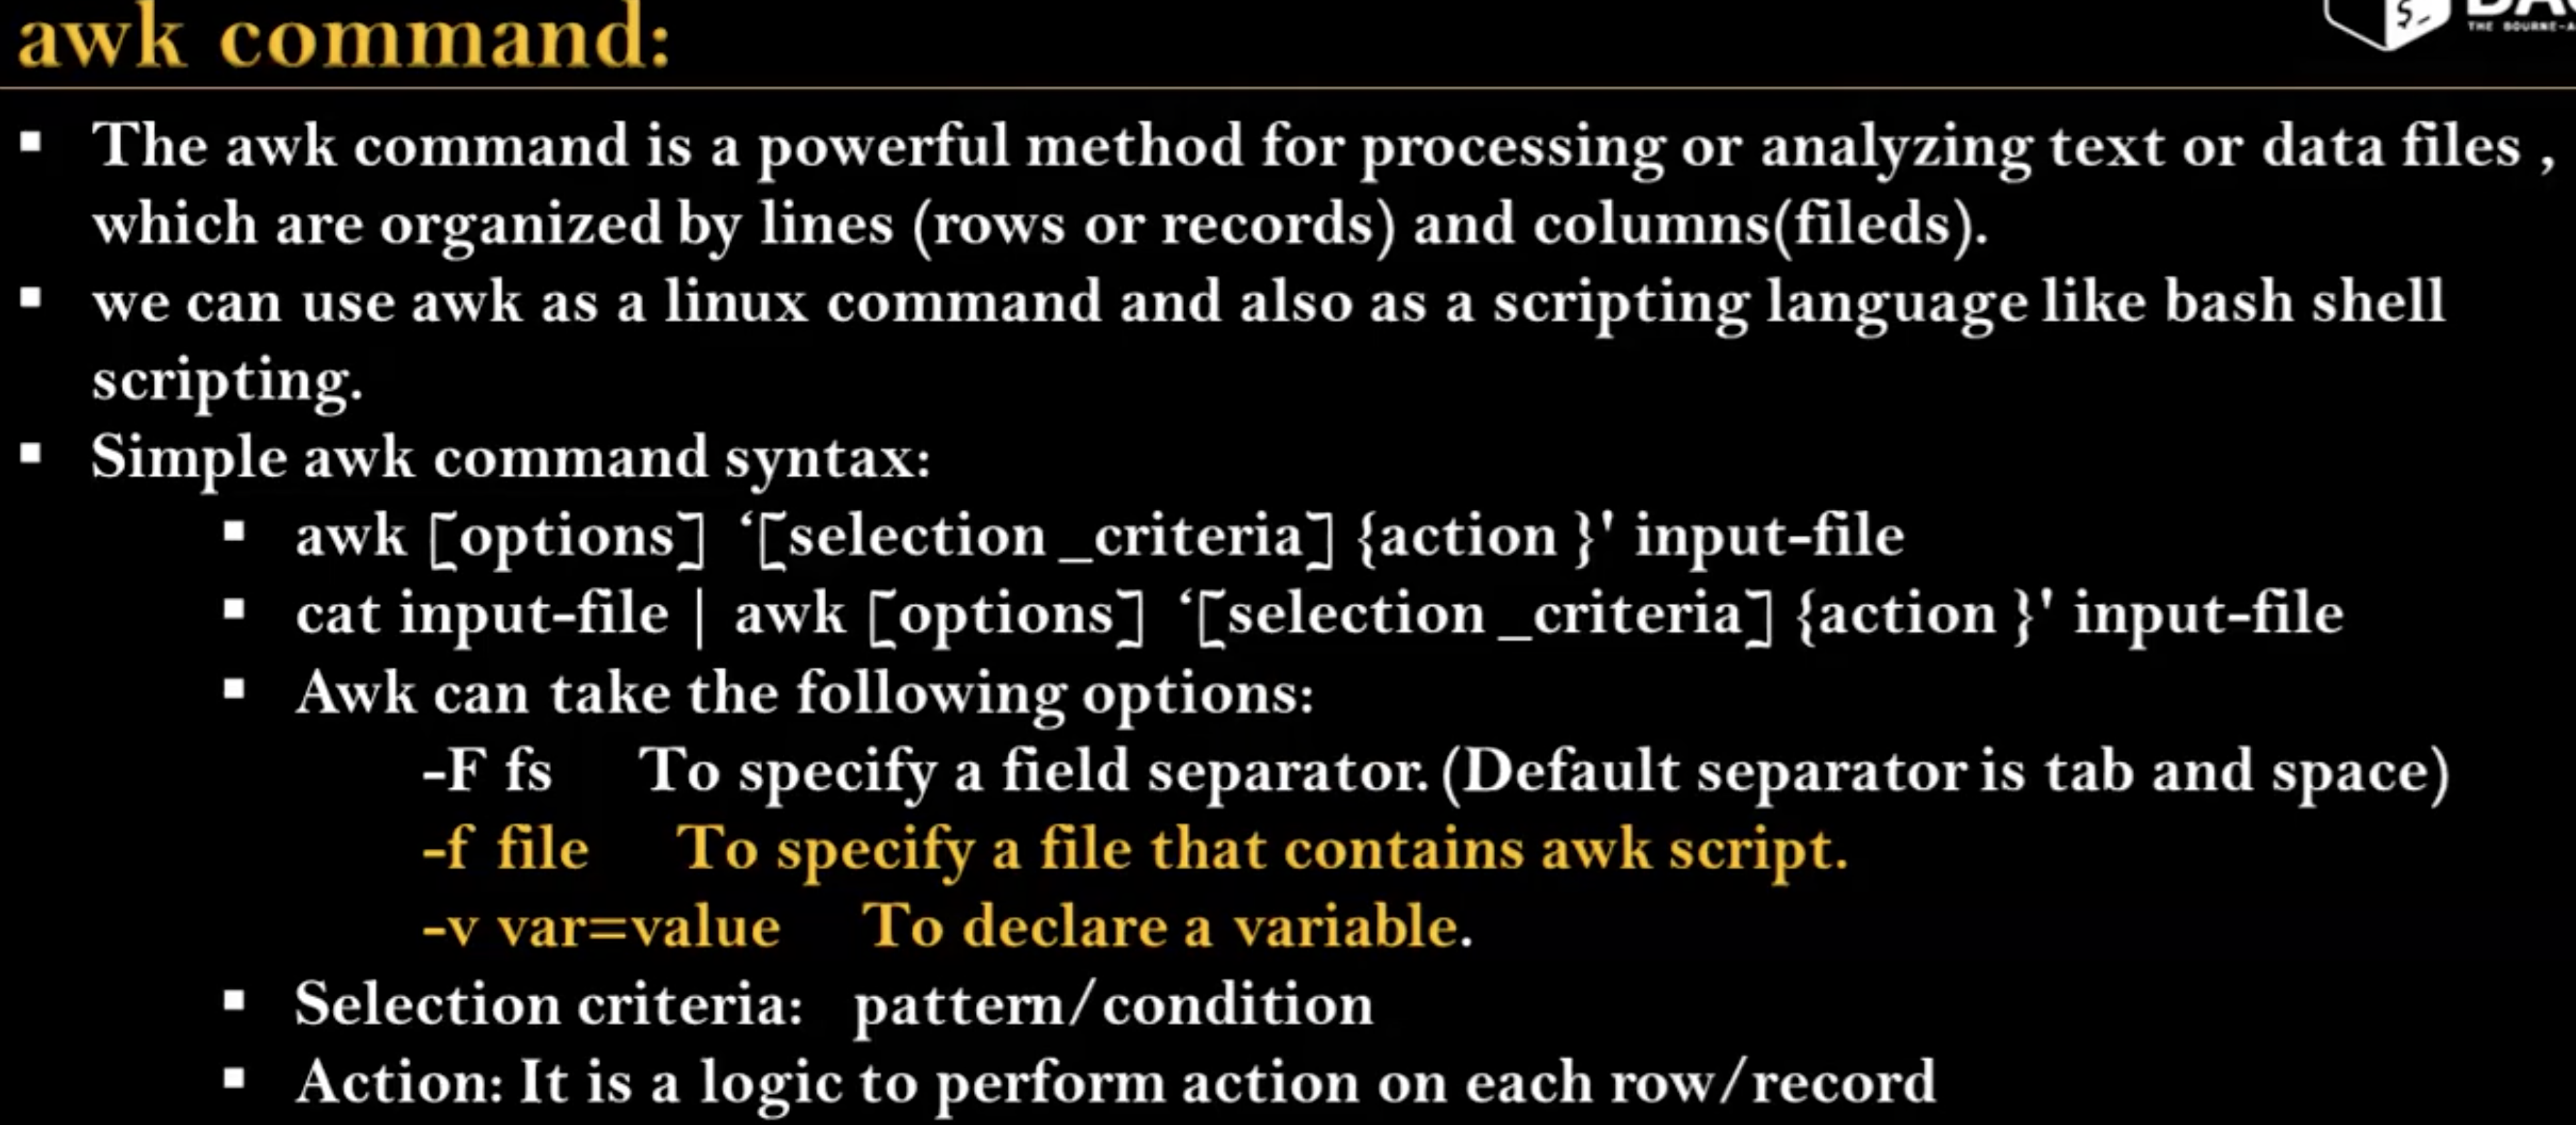 awk command:
$_
THE BOURNE-A
▪ The awk command is a powerful method for processing or analyzing text or data files ,
which are organized by lines (rows or records) and columns(fileds).
▪ we can use awk as a linux command and also as a scripting language like bash shell
scripting.
▪ Simple awk command syntax:
▪ awk [options] ‘[selection _criteria] {action }' input-file
▪ cat input-file | awk [options] ‘[selection _criteria] {action }' input-file
▪ Awk can take the following options:
-F fs To specify a field separator. (Default separator is tab and space)
-f file To specify a file that contains awk script.
-v var=value To declare a variable.
▪ Selection criteria: pattern/condition
▪ Action: It is a logic to perform action on each row/record